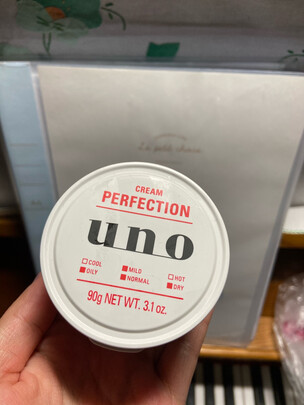 CREAM
PERFECTION
uno
□ COOL ■ MILD □ HOT
■ OILY ■ NORMAL ■ DRY
90g NET WT. 3.1 oz.